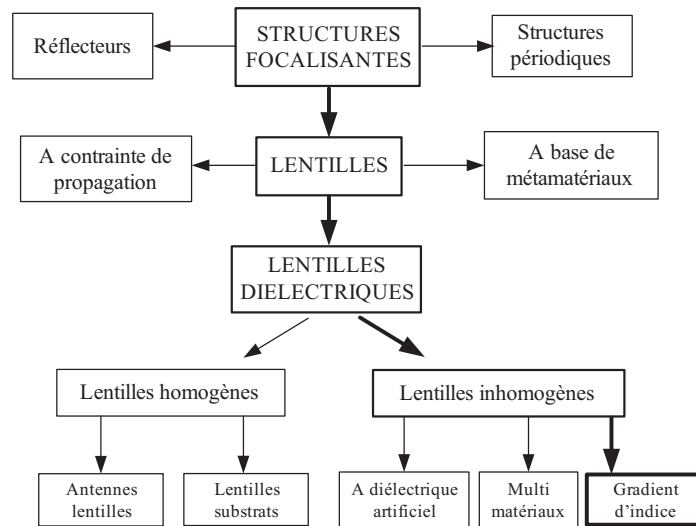 Réflecteurs
STRUCTURES
FOCALISANTES
Structures
périodiques
A contrainte de
propagation
LENTILLES
A base de
métamatériaux
LENTILLES
DIELECTRIQUES
Lentilles homogènes
Lentilles inhomogènes
Antennes
lentilles
Lentilles
substrats
A diélectrique
artificiel
Multi
matériaux
Gradient
d'indice